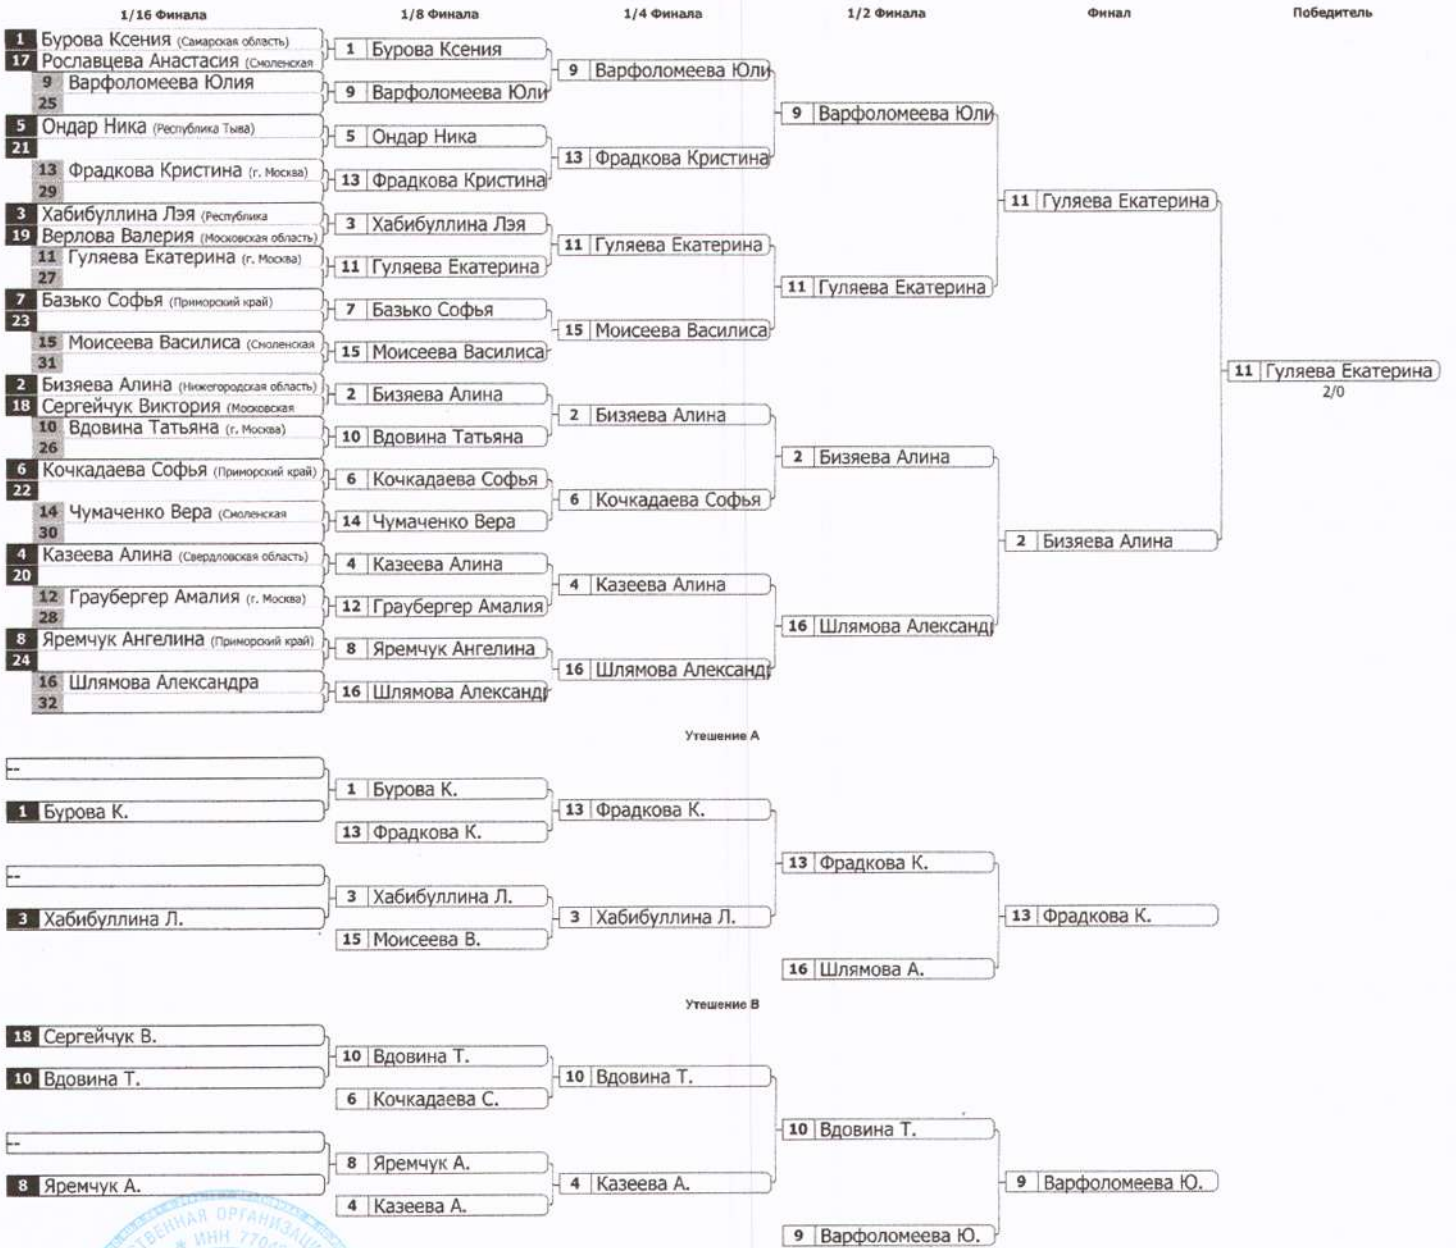 1/16 Финала 1/8 Финала 1/4 Финала 1/2 Финала Финал Победитель
1 Бурова Ксения (Самарская область)
1 Бурова Ксения
17 Рославцева Анастасия (Смоленская
9 Варфоломеева Юли
9 Варфоломеева Юлия
9 Варфоломеева Юли
25
9 Варфоломеева Юли
5 Ондар Ника (Республика Тыва)
5 Ондар Ника
21
13 Фрадкова Кристина
13 Фрадкова Кристина (г. Москва)
13 Фрадкова Кристина
29
11 Гуляева Екатерина
3 Хабибуллина Лэя (Республика
3 Хабибуллина Лэя
19 Верлова Валерия (Московская область)
11 Гуляева Екатерина
11 Гуляева Екатерина (г. Москва)
11 Гуляева Екатерина
27
11 Гуляева Екатерина
7 Базько Софья (Приморский край)
7 Базько Софья
23
15 Моисеева Василиса
15 Моисеева Василиса (Смоленская
15 Моисеева Василиса
31
11 Гуляева Екатерина
2/0
2 Бизяева Алина (Нижегородская область)
2 Бизяева Алина
18 Сергейчук Виктория (Московская
2 Бизяева Алина
10 Вдовина Татьяна (г. Москва)
10 Вдовина Татьяна
26
2 Бизяева Алина
6 Кочкадаева Софья (Приморский край)
6 Кочкадаева Софья
22
6 Кочкадаева Софья
14 Чумаченко Вера (Смоленская
14 Чумаченко Вера
30
2 Бизяева Алина
4 Казеева Алина (Свердловская область)
4 Казеева Алина
20
4 Казеева Алина
12 Граубергер Амалия (г. Москва)
12 Граубергер Амалия
28
16 Шлямова Александ
8 Яремчук Ангелина (Приморский край)
8 Яремчук Ангелина
24
16 Шлямова Александ
16 Шлямова Александра
16 Шлямова Александ
32
Утешение А
--
1 Бурова К.
1 Бурова К.
13 Фрадкова К.
13 Фрадкова К.
13 Фрадкова К.
--
3 Хабибуллина Л.
3 Хабибуллина Л.
3 Хабибуллина Л.
13 Фрадкова К.
15 Моисеева В.
16 Шлямова А.
Утешение В
18 Сергейчук В.
10 Вдовина Т.
10 Вдовина Т.
10 Вдовина Т.
6 Кочкадаева С.
10 Вдовина Т.
--
8 Яремчук А.
8 Яремчук А.
4 Казеева А.
9 Варфоломеева Ю.
4 Казеева А.
9 Варфоломеева Ю.